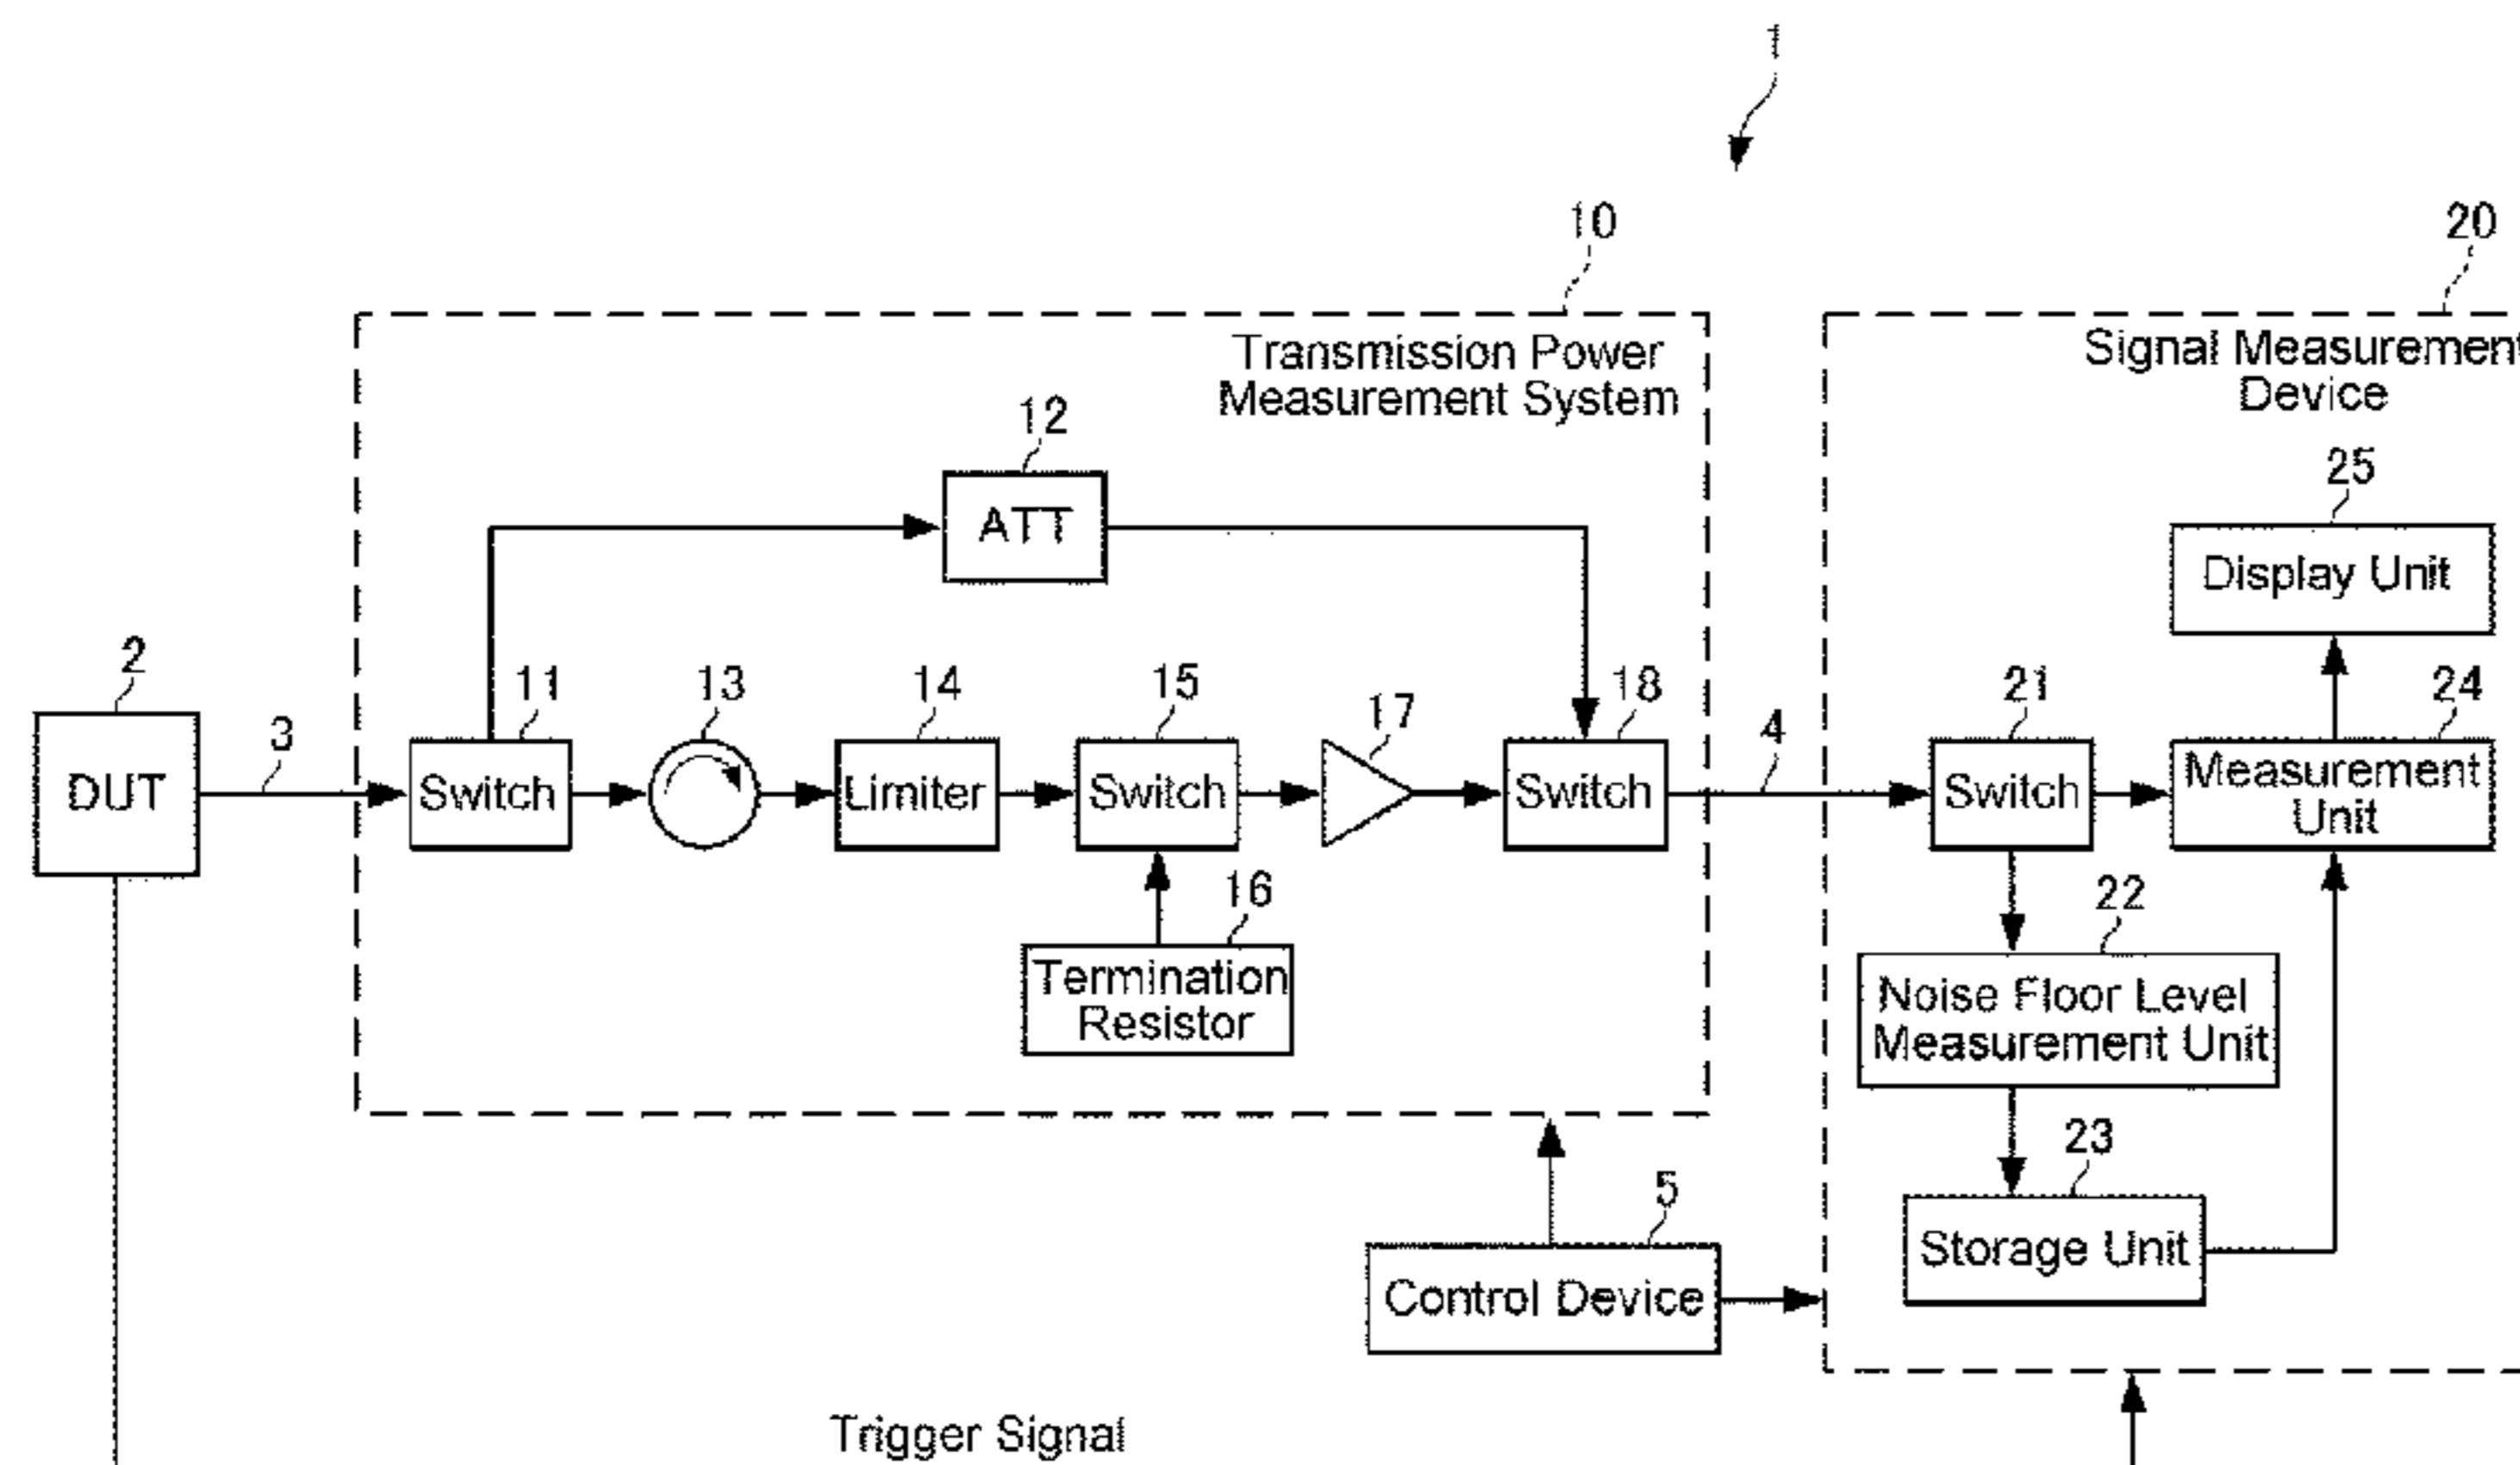 1
10
20
Transmission Power
Measurement System
Signal Measurement
Device
12
ATT
25
Display Unit
2
DUT
3
11
Switch
13
14
Limiter
15
Switch
17
18
Switch
4
21
Switch
24
Measurement
Unit
16
Termination
Resistor
22
Noise Floor Level
Measurement Unit
23
Storage Unit
5
Control Device
Trigger Signal